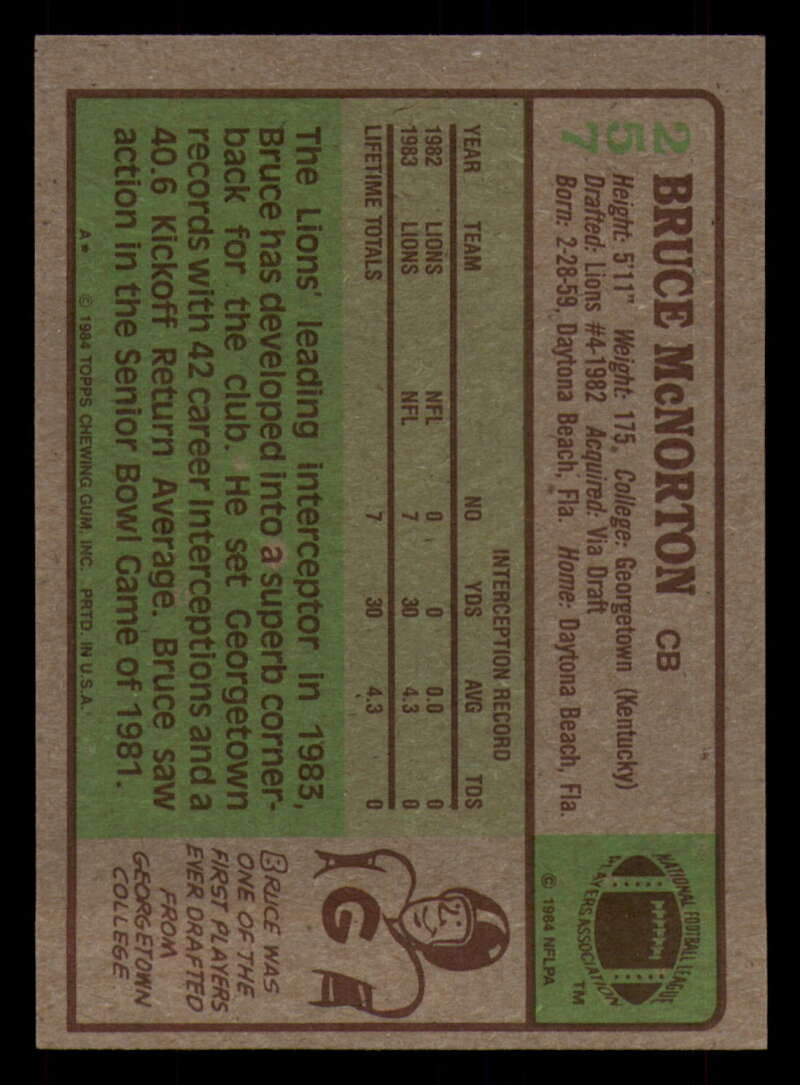 257
BRUCE McNORTON CB
Height: 5'11" Weight: 175, College: Georgetown (Kentucky)
Drafted: Lions #4-1982 Acquired: Via Draft
Born: 2-28-59, Daytona Beach, Fla. Home: Daytona Beach, Fla.
NATIONAL FOOTBALL LEAGUE
PLAYERS ASSOCIATION
TM
© 1984 NFLPA
INTERCEPTION RECORD
YEAR TEAM NO YDS AVG TDS
1982 LIONS NFL 0 0 0.0 0
1983 LIONS NFL 7 30 4.3 0
LIFETIME TOTALS 7 30 4.3 0
The Lions' leading interceptor in 1983,
Bruce has developed into a superb corner-
back for the club. He set Georgetown
records with 42 career Interceptions and a
40.6 Kickoff Return Average. Bruce saw
action in the Senior Bowl Game of 1981.
A* © 1984 TOPPS CHEWING GUM, INC. PRTD. IN U.S.A.
G
BRUCE WAS
ONE OF THE
FIRST PLAYERS
EVER DRAFTED
FROM
GEORGETOWN
COLLEGE